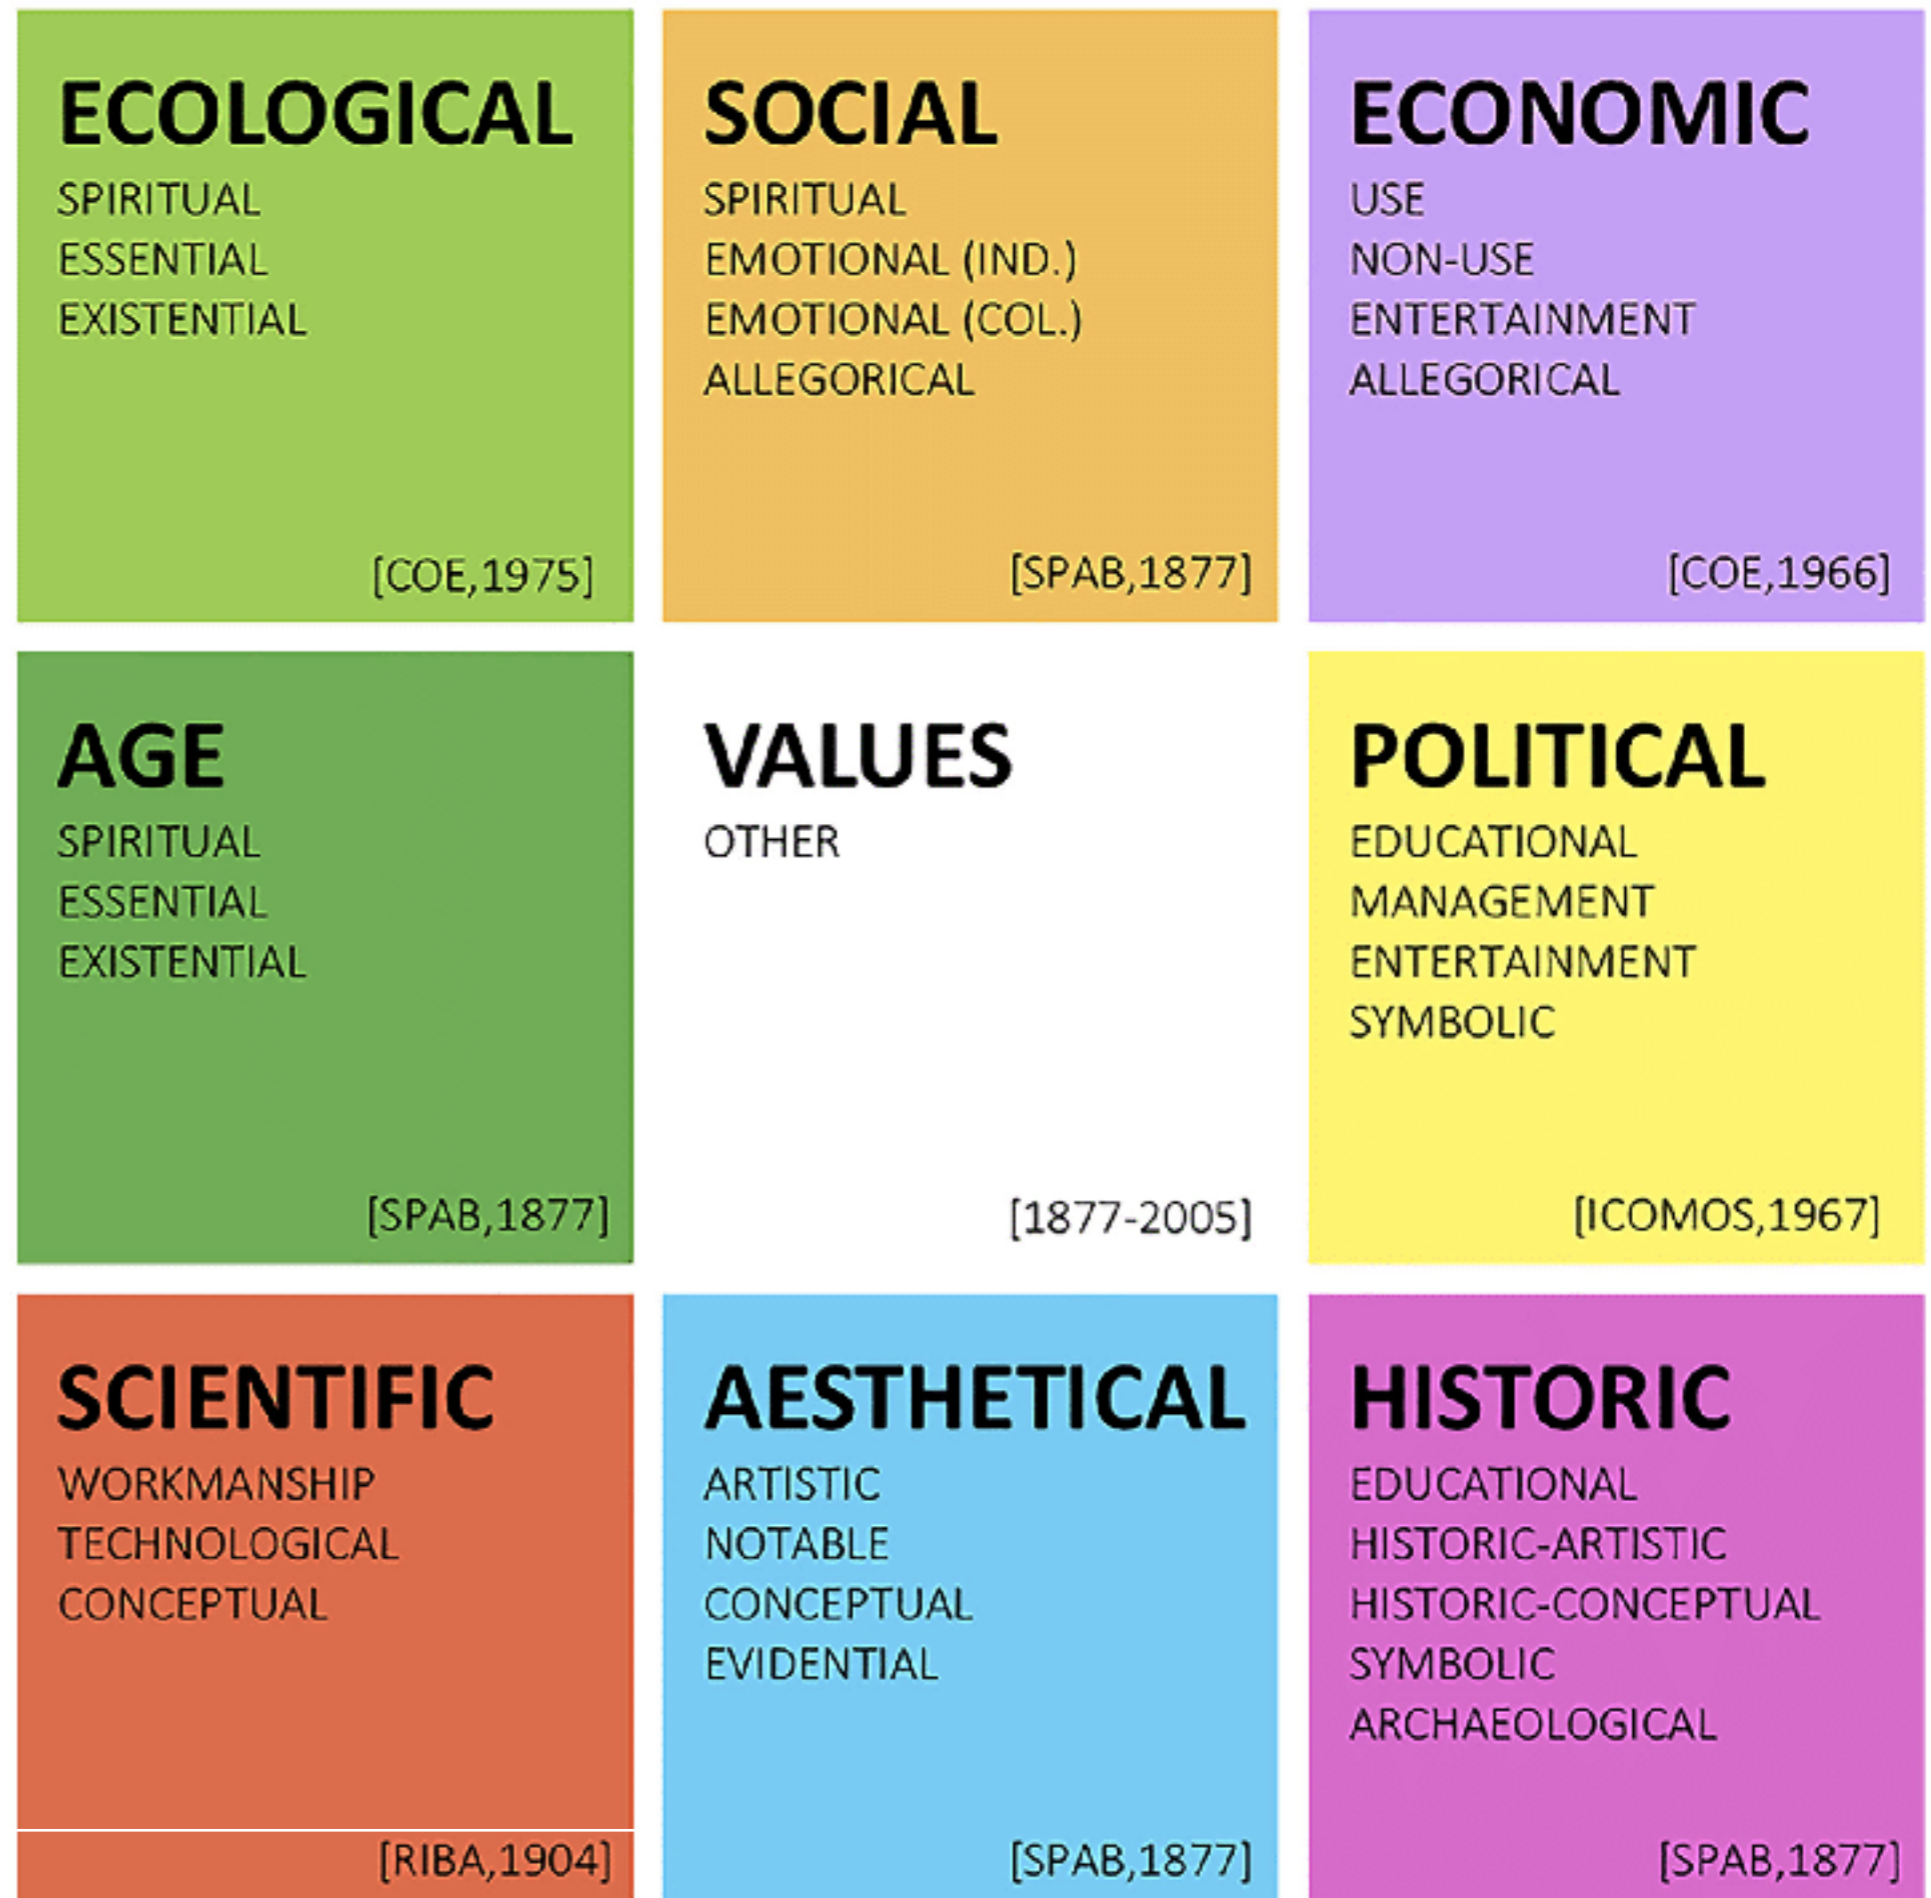 ECOLOGICAL
SPIRITUAL
ESSENTIAL
EXISTENTIAL
[COE,1975]
SOCIAL
SPIRITUAL
EMOTIONAL (IND.)
EMOTIONAL (COL.)
ALLEGORICAL
[SPAB,1877]
ECONOMIC
USE
NON-USE
ENTERTAINMENT
ALLEGORICAL
[COE,1966]
AGE
SPIRITUAL
ESSENTIAL
EXISTENTIAL
[SPAB,1877]
VALUES
OTHER
[1877-2005]
POLITICAL
EDUCATIONAL
MANAGEMENT
ENTERTAINMENT
SYMBOLIC
[ICOMOS,1967]
SCIENTIFIC
WORKMANSHIP
TECHNOLOGICAL
CONCEPTUAL
[RIBA,1904]
AESTHETICAL
ARTISTIC
NOTABLE
CONCEPTUAL
EVIDENTIAL
[SPAB,1877]
HISTORIC
EDUCATIONAL
HISTORIC-ARTISTIC
HISTORIC-CONCEPTUAL
SYMBOLIC
ARCHAEOLOGICAL
[SPAB,1877]